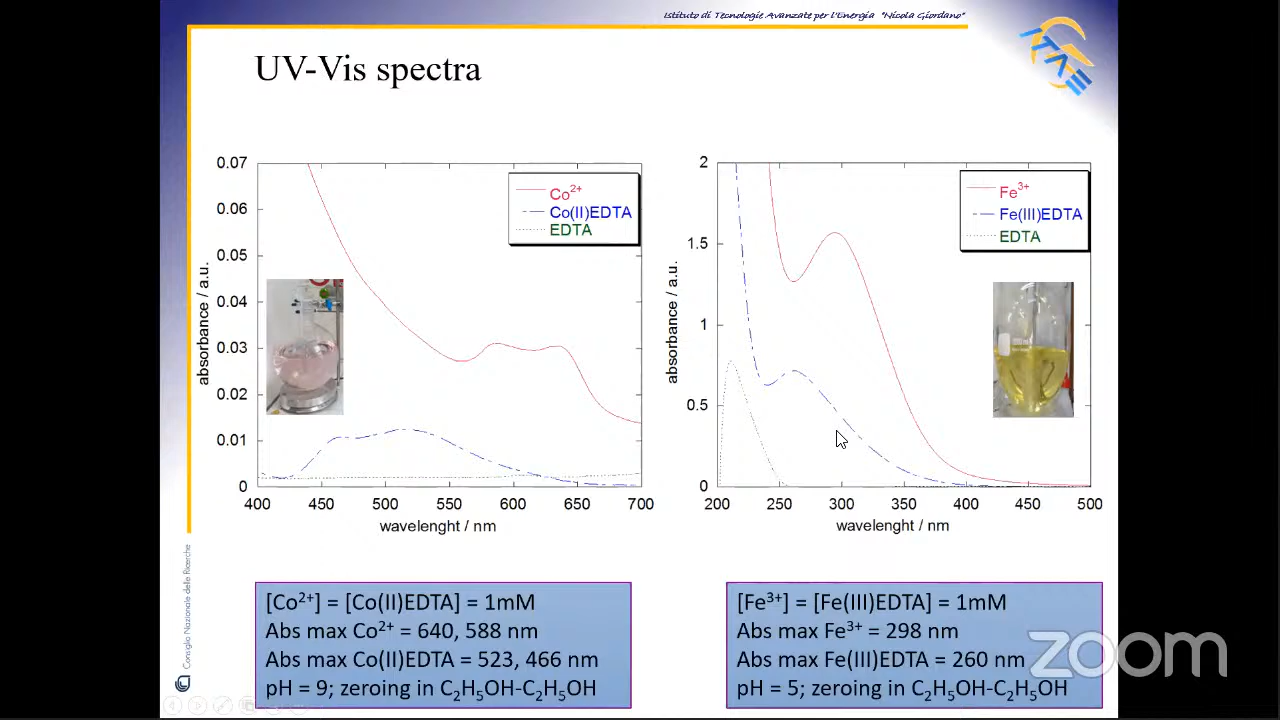 Istituto di Tecnologie Avanzate per l'Energia "Nicola Giordano"
ITAE
UV-Vis spectra
0.07
0.06
0.05
0.04
0.03
0.02
0.01
0
absorbance / a.u.
Co2+
Co(II)EDTA
EDTA
400 450 500 550 600 650 700
wavelenght / nm
2
1.5
1
0.5
0
absorbance / a.u.
Fe3+
Fe(III)EDTA
EDTA
200 250 300 350 400 450 500
wavelenght / nm
[Co2+] = [Co(II)EDTA] = 1mM
Abs max Co2+ = 640, 588 nm
Abs max Co(II)EDTA = 523, 466 nm
pH = 9; zeroing in C2H5OH-C2H5OH
[Fe3+] = [Fe(III)EDTA] = 1mM
Abs max Fe3+ = 298 nm
Abs max Fe(III)EDTA = 260 nm
pH = 5; zeroing in C2H5OH-C2H5OH
Consiglio Nazionale delle Ricerche
zoom